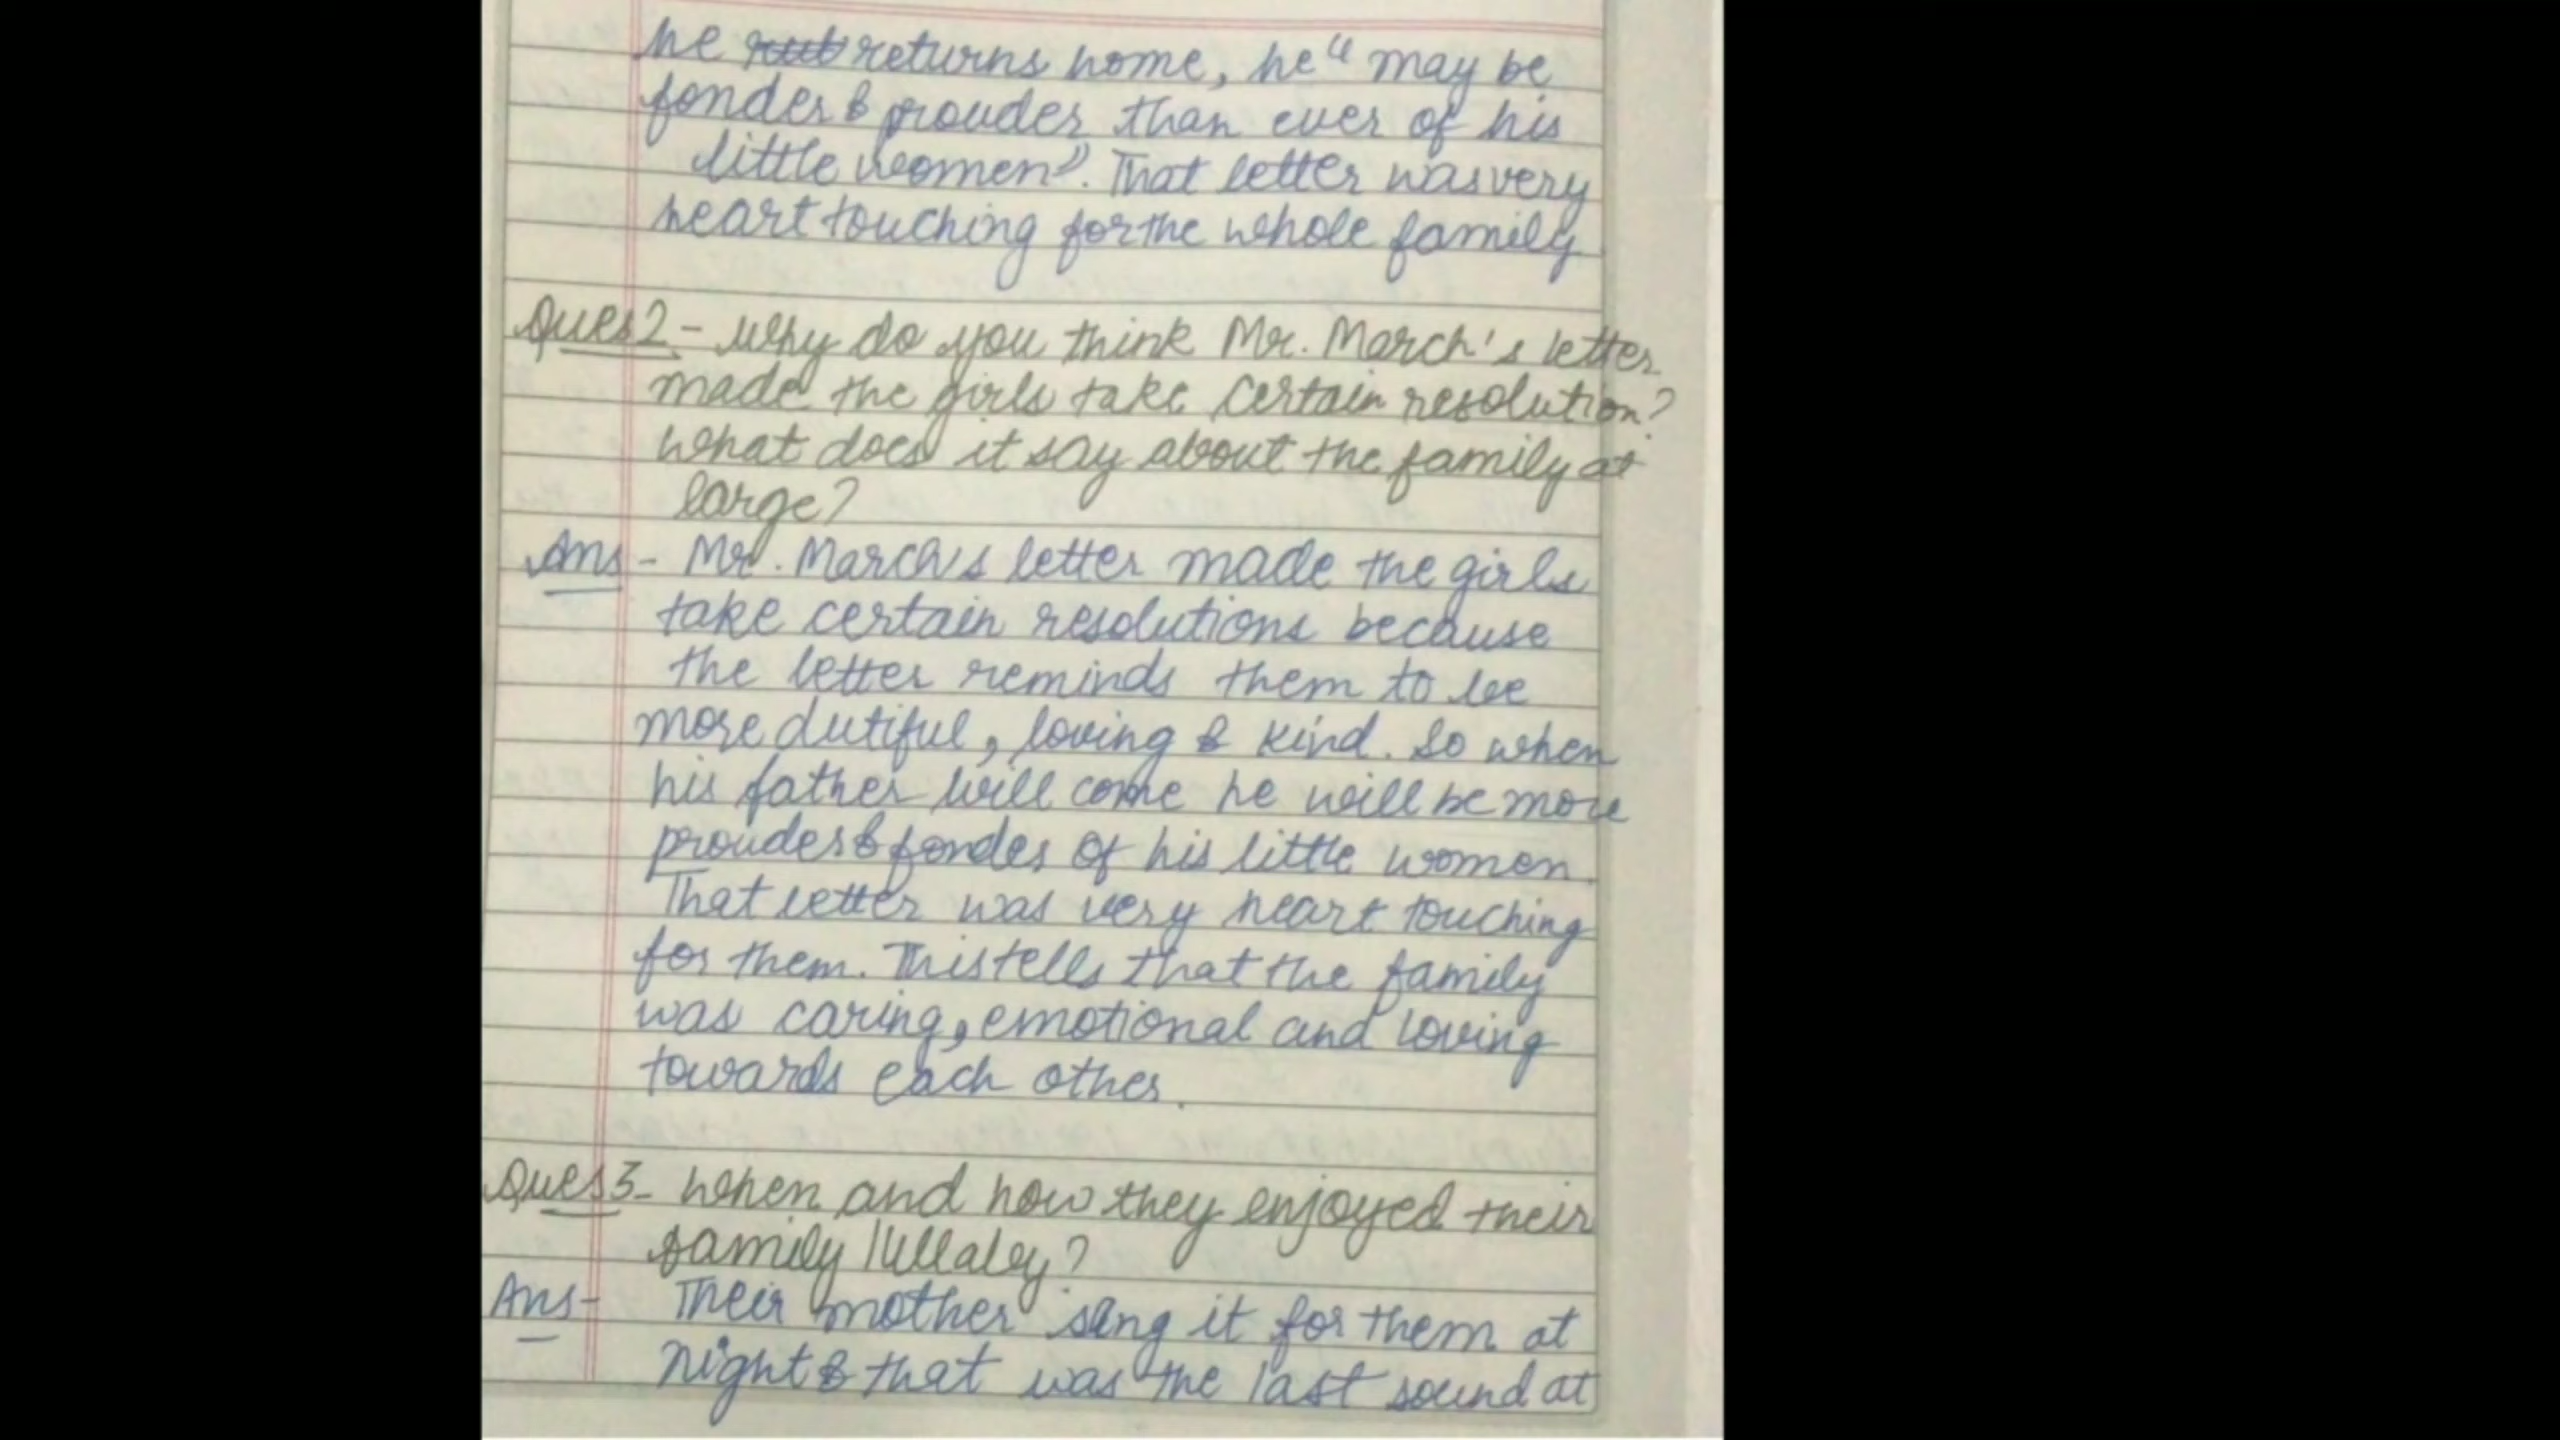 he returns home, he “ may be
fonder & prouder than ever of his
little women”. That letter was very
heart touching for the whole family
Ques 2 - Why do you think Mr. March's letter
made the girls take certain resolution?
What does it say about the family at
large?
Ans - Mr. March's letter made the girls
take certain resolutions because
the letter reminds them to be
more dutiful, loving & kind. So when
his father will come he will be more
prouder & fonder of his little women.
That letter was very heart touching
for them. This tells that the family
was caring, emotional and loving
towards each other.
Ques 3 - When and how they enjoyed their
family lullaby?
Ans - Their mother sing it for them at
night & that was the last sound at